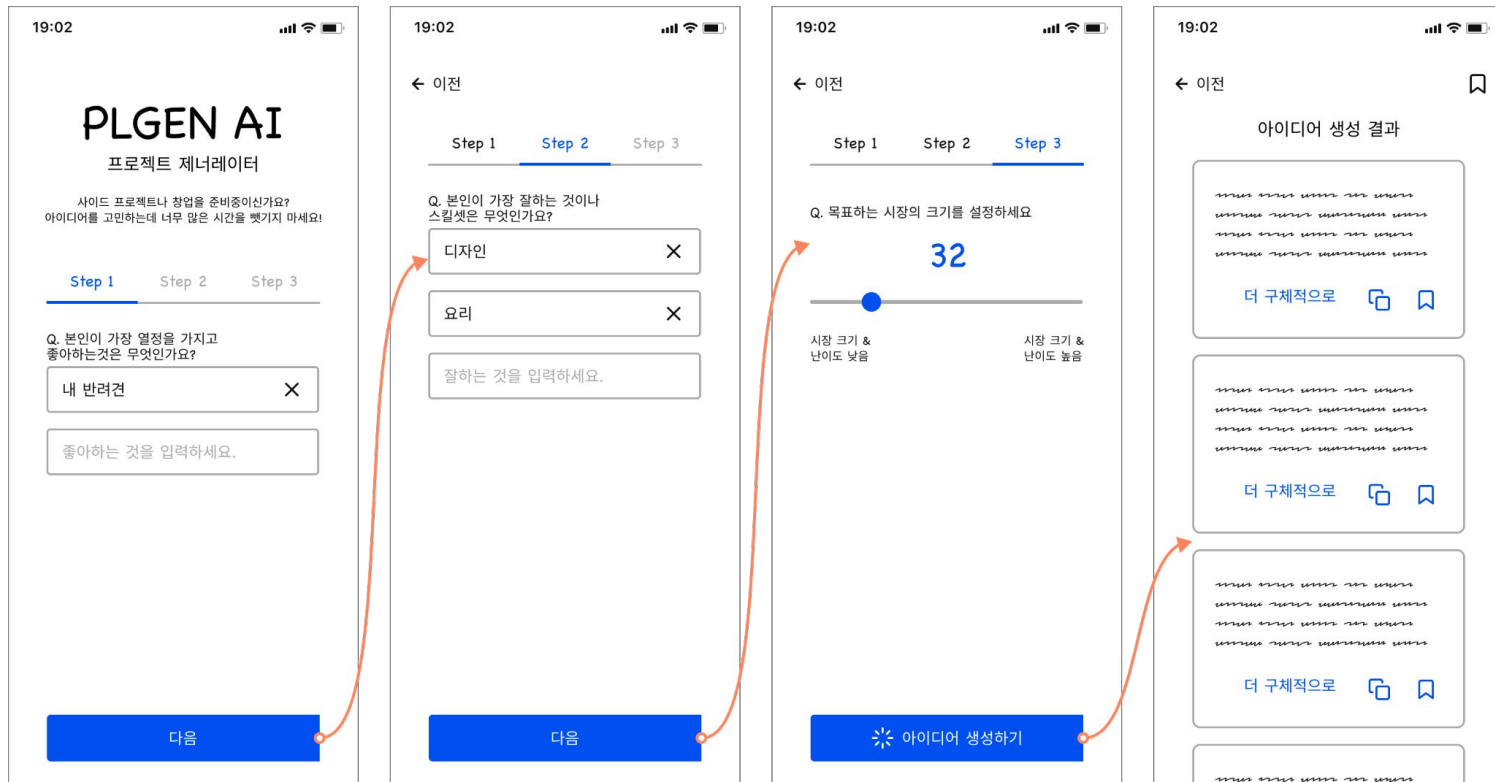 19:02
PLGEN AI
프로젝트 제너레이터
사이드 프로젝트나 창업을 준비중이신가요?
아이디어를 고민하는데 너무 많은 시간을 뺏기지 마세요!
Step 1 Step 2 Step 3
Q. 본인이 가장 열정을 가지고
좋아하는것은 무엇인가요?
내 반려견
좋아하는 것을 입력하세요.
다음
19:02
이전
Step 1 Step 2 Step 3
Q. 본인이 가장 잘하는 것이나
스킬셋은 무엇인가요?
디자인
요리
잘하는 것을 입력하세요.
다음
19:02
이전
Step 1 Step 2 Step 3
Q. 목표하는 시장의 크기를 설정하세요
32
시장 크기 &
난이도 낮음
시장 크기 &
난이도 높음
아이디어 생성하기
19:02
이전
아이디어 생성 결과
더 구체적으로
더 구체적으로
더 구체적으로